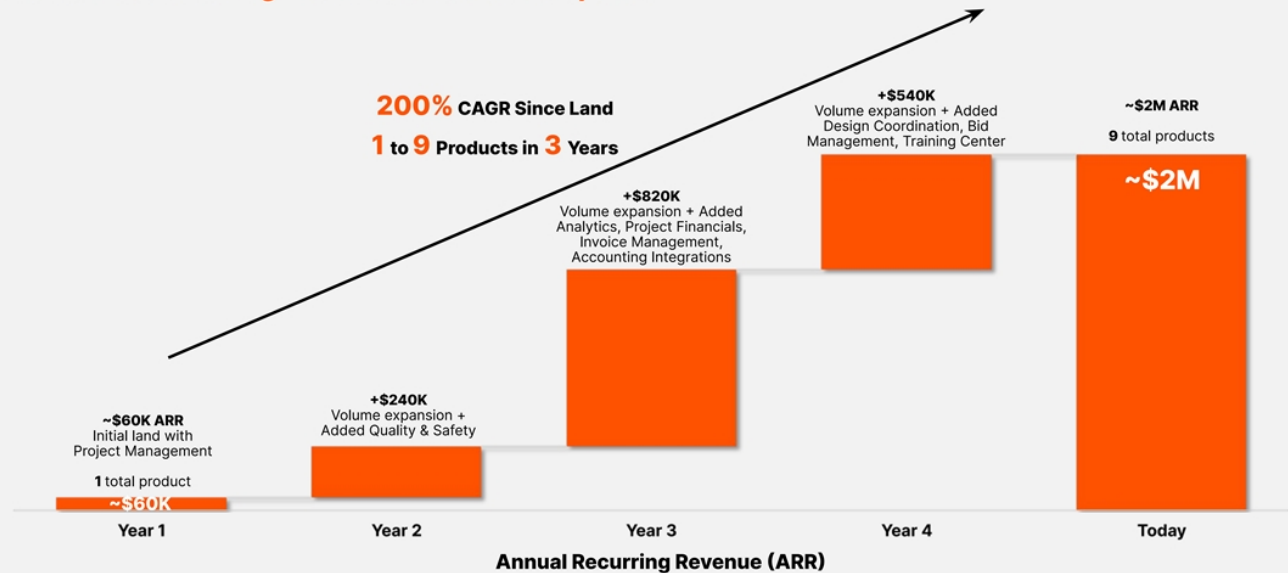 200% CAGR Since Land
1 to 9 Products in 3 Years
~$60K ARR
Initial land with
Project Management
1 total product
~$60K
+$240K
Volume expansion +
Added Quality & Safety
+$820K
Volume expansion + Added
Analytics, Project Financials,
Invoice Management,
Accounting Integrations
+$540K
Volume expansion + Added
Design Coordination, Bid
Management, Training Center
~$2M ARR
9 total products
~$2M
Year 1
Year 2
Year 3
Year 4
Today
Annual Recurring Revenue (ARR)